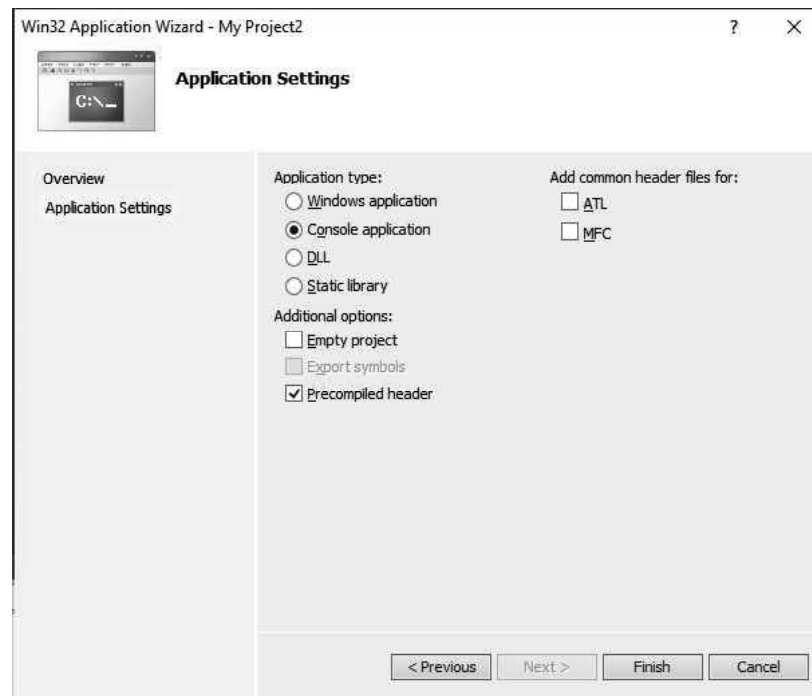 Win32 Application Wizard - My Project2
?
C:\_
Application Settings
Overview
Application Settings
Application type:
Windows application
Console application
DLL
Static library
Additional options:
Empty project
Export symbols
Precompiled header
Add common header files for:
ATL
MFC
< Previous
Next >
Finish
Cancel